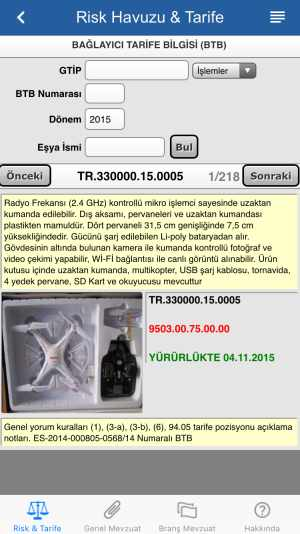 Risk Havuzu & Tarife
BAĞLAYICI TARİFE BİLGİSİ (BTB)
GTİP
İşlemler
BTB Numarası
Dönem
2015
Eşya İsmi
Bul
Önceki
TR.330000.15.0005
1/218
Sonraki
Radyo Frekansı (2.4 GHz) kontrollü mikro işlemci sayesinde uzaktan
kumanda edilebilir. Dış aksamı, pervaneleri ve uzaktan kumandası
plastikten mamuldür. Dört pervaneli 31,5 cm genişliğinde 7,5 cm
yüksekliğindedir. Gücünü şarj edilebilen Li-poly bataryadan alır.
Gövdesinin altında bulunan kamera ile kumanda kontrollü fotoğraf ve
video çekimi yapabilir, Wİ-Fİ bağlantısı ile canlı görüntü alınabilir. Ürün
kutusu içinde uzaktan kumanda, multikopter, USB şarj kablosu, tornavida,
4 yedek pervane, SD Kart ve okuyucusu mevcuttur
TR.330000.15.0005
9503.00.75.00.00
YÜRÜRLÜKTE 04.11.2015
Genel yorum kuralları (1), (3-a), (3-b), (6), 94.05 tarife pozisyonu açıklama
notları. ES-2014-000805-0568/14 Numaralı BTB
Risk & Tarife
Genel Mevzuat
Branş Mevzuat
Hakkında